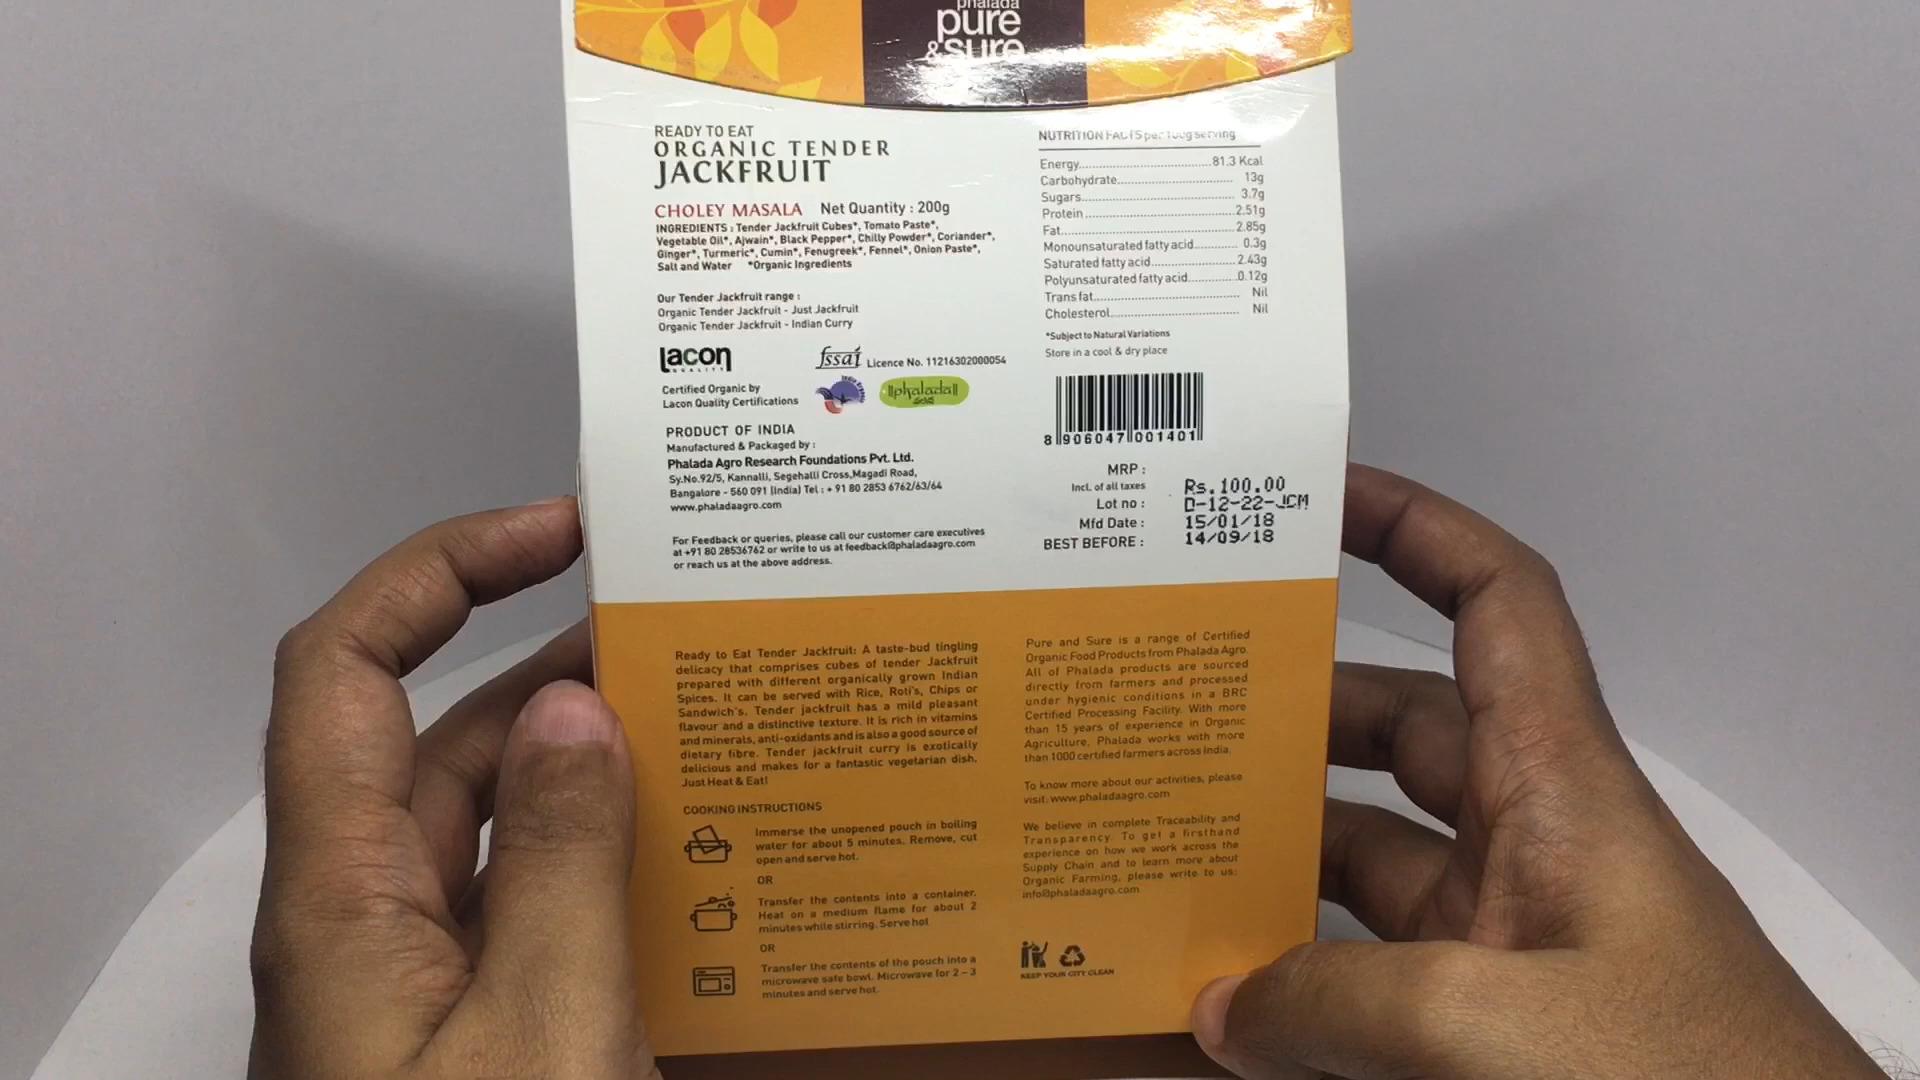 phalada
pure
& sure
READY TO EAT
ORGANIC TENDER
JACKFRUIT
CHOLEY MASALA Net Quantity : 200g
INGREDIENTS : Tender Jackfruit Cubes*, Tomato Paste*,
Vegetable Oil*, Ajwain*, Black Pepper*, Chilly Powder*, Coriander*,
Ginger*, Turmeric*, Cumin*, Fenugreek*, Fennel*, Onion Paste*,
Salt and Water *Organic Ingredients
Our Tender Jackfruit range :
Organic Tender Jackfruit - Just Jackfruit
Organic Tender Jackfruit - Indian Curry
lacon
QUALITY
fssai Licence No. 11216302000054
Certified Organic by
Lacon Quality Certifications
India Organic
phalada
PRODUCT OF INDIA
Manufactured & Packaged by :
Phalada Agro Research Foundations Pvt. Ltd.
Sy.No.92/5, Kannalli, Segehalli Cross,Magadi Road,
Bangalore - 560 091 (India) Tel : + 91 80 2853 6762/63/64
www.phaladaagro.com
For Feedback or queries, please call our customer care executives
at +91 80 28536762 or write to us at feedback@phaladaagro.com
or reach us at the above address.
NUTRITION FACTS per 100g serving
Energy 81.3 Kcal
Carbohydrate 13g
Sugars 3.7g
Protein 2.51g
Fat 2.85g
Monounsaturated fatty acid 0.3g
Saturated fatty acid 2.43g
Polyunsaturated fatty acid 0.12g
Trans fat Nil
Cholesterol Nil
*Subject to Natural Variations
Store in a cool & dry place
8 906047 001401
MRP :
Incl. of all taxes Rs.100.00
Lot no : D-12-22-JCM
Mfd Date : 15/01/18
BEST BEFORE : 14/09/18
Ready to Eat Tender Jackfruit: A taste-bud tingling
delicacy that comprises cubes of tender Jackfruit
prepared with different organically grown Indian
Spices. It can be served with Rice, Roti's, Chips or
Sandwich's. Tender jackfruit has a mild pleasant
flavour and a distinctive texture. It is rich in vitamins
and minerals, anti-oxidants and is also a good source of
dietary fibre. Tender jackfruit curry is exotically
delicious and makes for a fantastic vegetarian dish.
Just Heat & Eat!
COOKING INSTRUCTIONS
Immerse the unopened pouch in boiling
water for about 5 minutes. Remove, cut
open and serve hot.
OR
Transfer the contents into a container.
Heat on a medium flame for about 2
minutes while stirring. Serve hot
OR
Transfer the contents of the pouch into a
microwave safe bowl. Microwave for 2 – 3
minutes and serve hot.
Pure and Sure is a range of Certified
Organic Food Products from Phalada Agro.
All of Phalada products are sourced
directly from farmers and processed
under hygienic conditions in a BRC
Certified Processing Facility. With more
than 15 years of experience in Organic
Agriculture, Phalada works with more
than 1000 certified farmers across India.
To know more about our activities, please
visit: www.phaladaagro.com
We believe in complete Traceability and
Transparency. To get a firsthand
experience on how we work across the
Supply Chain and to learn more about
Organic Farming, please write to us:
info@phaladaagro.com
KEEP YOUR CITY CLEAN